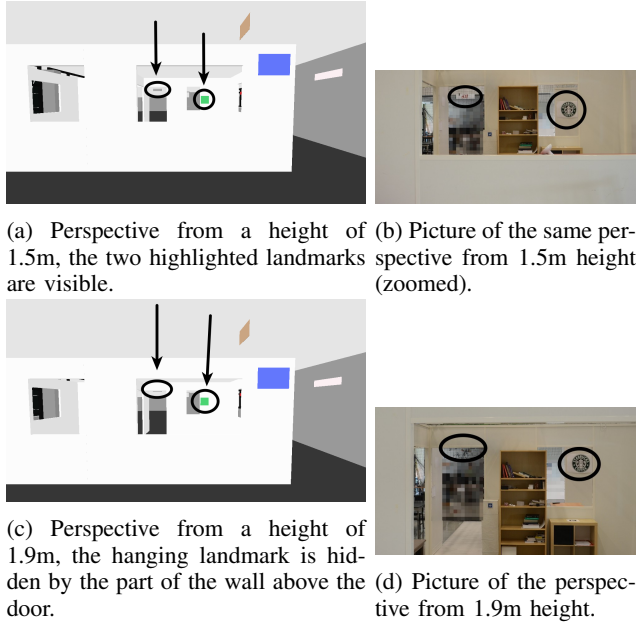 (a) Perspective from a height of
1.5m, the two highlighted landmarks
are visible.
(b) Picture of the same per-
spective from 1.5m height
(zoomed).
(c) Perspective from a height of
1.9m, the hanging landmark is hid-
den by the part of the wall above the
door.
(d) Picture of the perspec-
tive from 1.9m height.